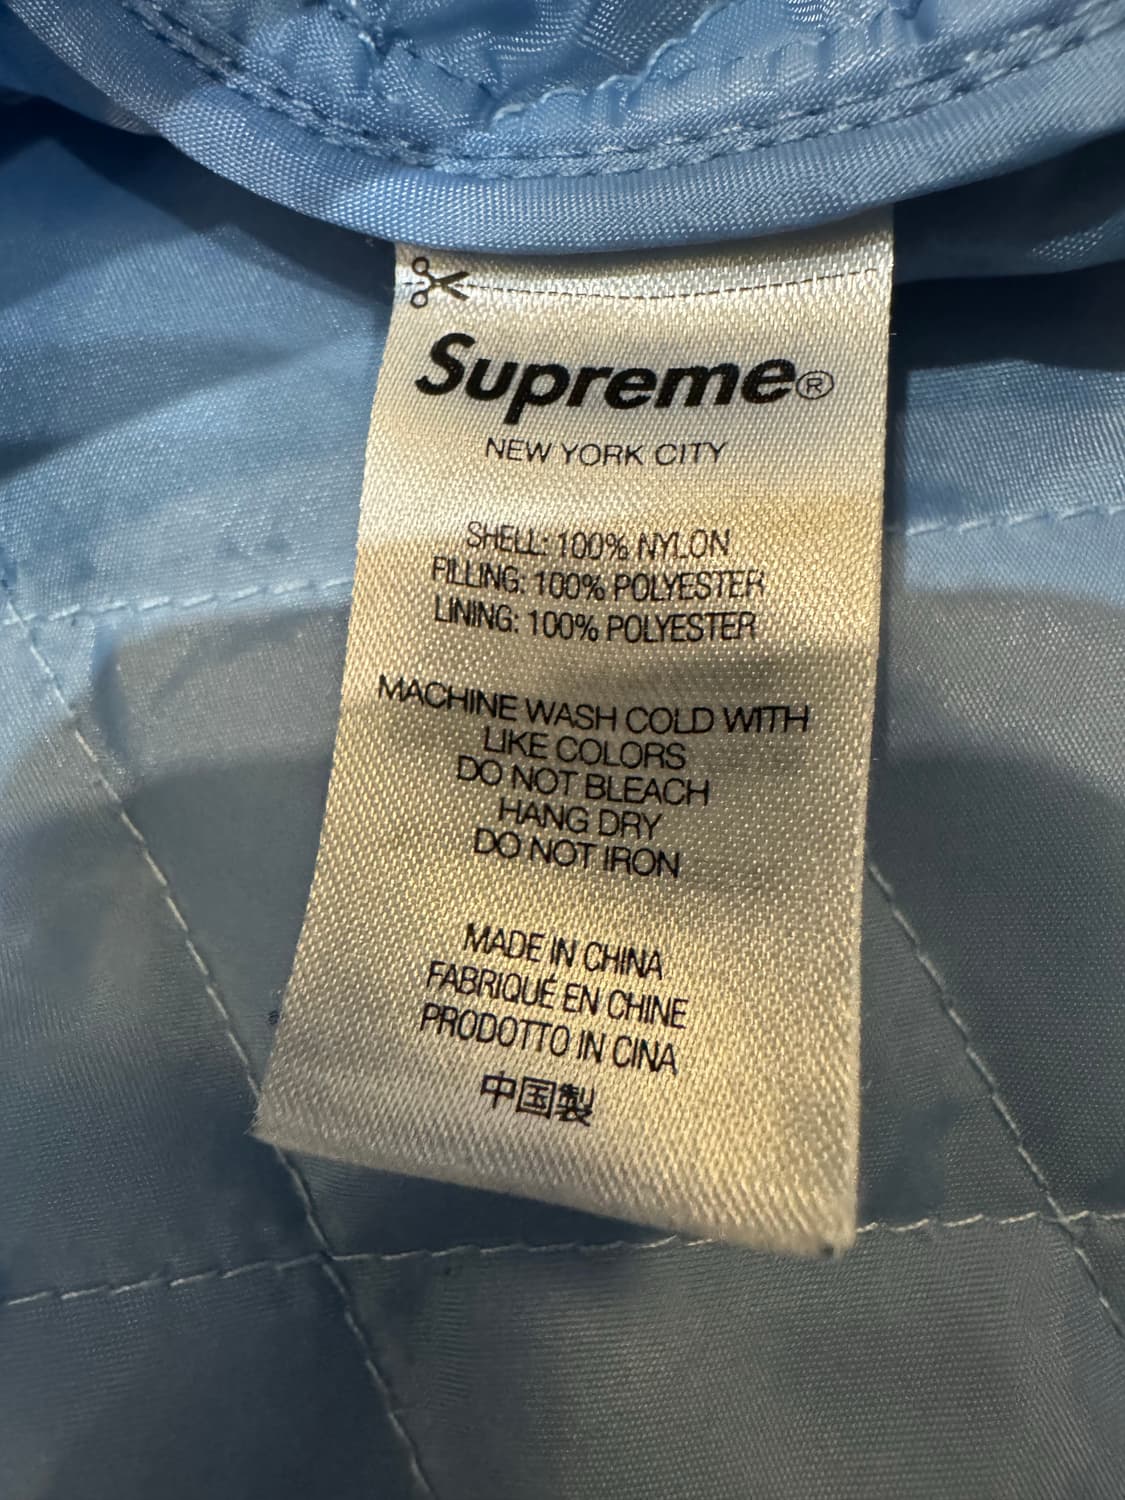 Supreme®
NEW YORK CITY
SHELL: 100% NYLON
FILLING: 100% POLYESTER
LINING: 100% POLYESTER
MACHINE WASH COLD WITH
LIKE COLORS
DO NOT BLEACH
HANG DRY
DO NOT IRON
MADE IN CHINA
FABRIQUÉ EN CHINE
PRODOTTO IN CINA
中国製